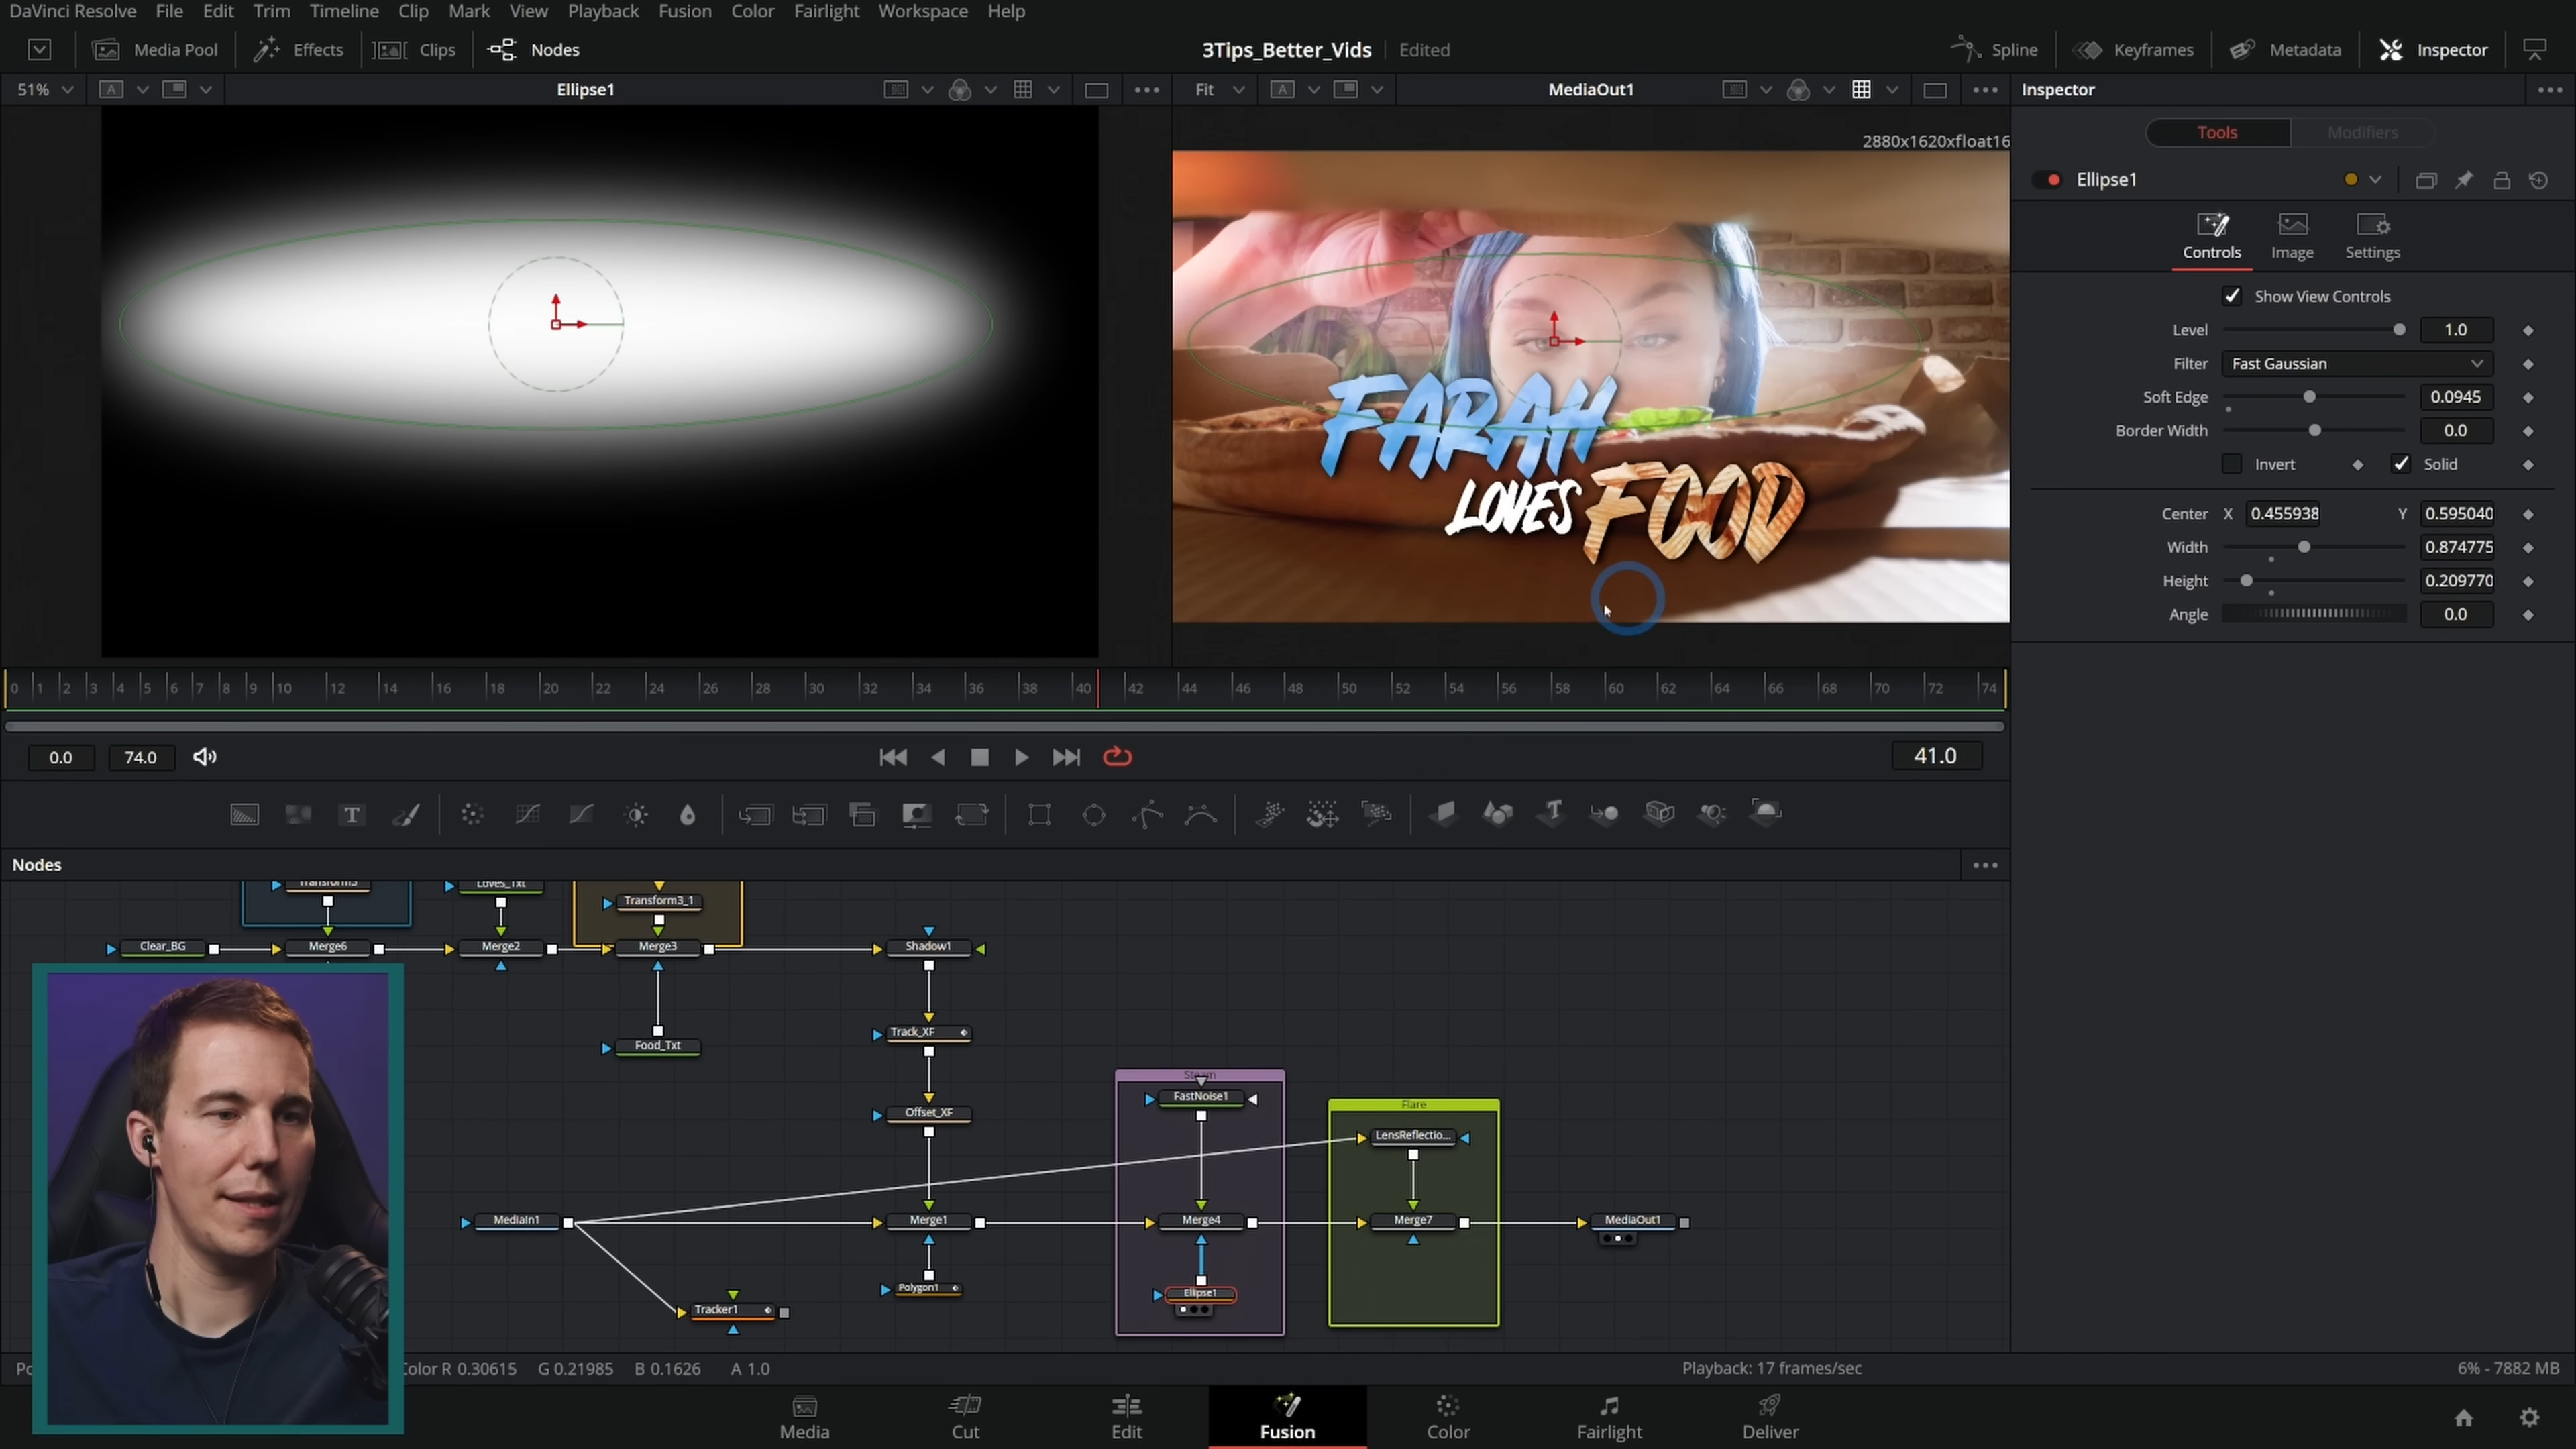 DaVinci Resolve File Edit Trim Timeline Clip Mark View Playback Fusion Color Fairlight Workspace Help
Media Pool Effects Clips Nodes 3Tips_Better_Vids Edited Spline Keyframes Metadata Inspector
51% A Ellipse1 Fit A MediaOut1 Inspector
2880x1620xfloat16
Tools Modifiers
Ellipse1
Controls Image Settings
Show View Controls
Level 1.0
Filter Fast Gaussian
Soft Edge 0.0945
Border Width 0.0
Invert Solid
Center X 0.455938 Y 0.595040
Width 0.874775
Height 0.209770
Angle 0.0
FARAH
LOVES FOOD
0 1 2 3 4 5 6 7 8 9 10 12 14 16 18 20 22 24 26 28 30 32 34 36 38 40 42 44 46 48 50 52 54 56 58 60 62 64 66 68 70 72 74
0.0 74.0 41.0
T T
Nodes
Loves_Txt
Transform3_1
Clear_BG Merge6 Merge2 Merge3 Shadow1
Track_XF
Food_Txt
Steam
FastNoise1
Flare
Offset_XF
LensReflectio...
MediaIn1 Merge1 Merge4 Merge7 MediaOut1
Polygon1 Ellipse1
Tracker1
Color R 0.30615 G 0.21985 B 0.1626 A 1.0 Playback: 17 frames/sec 6% - 7882 MB
Media Cut Edit Fusion Color Fairlight Deliver